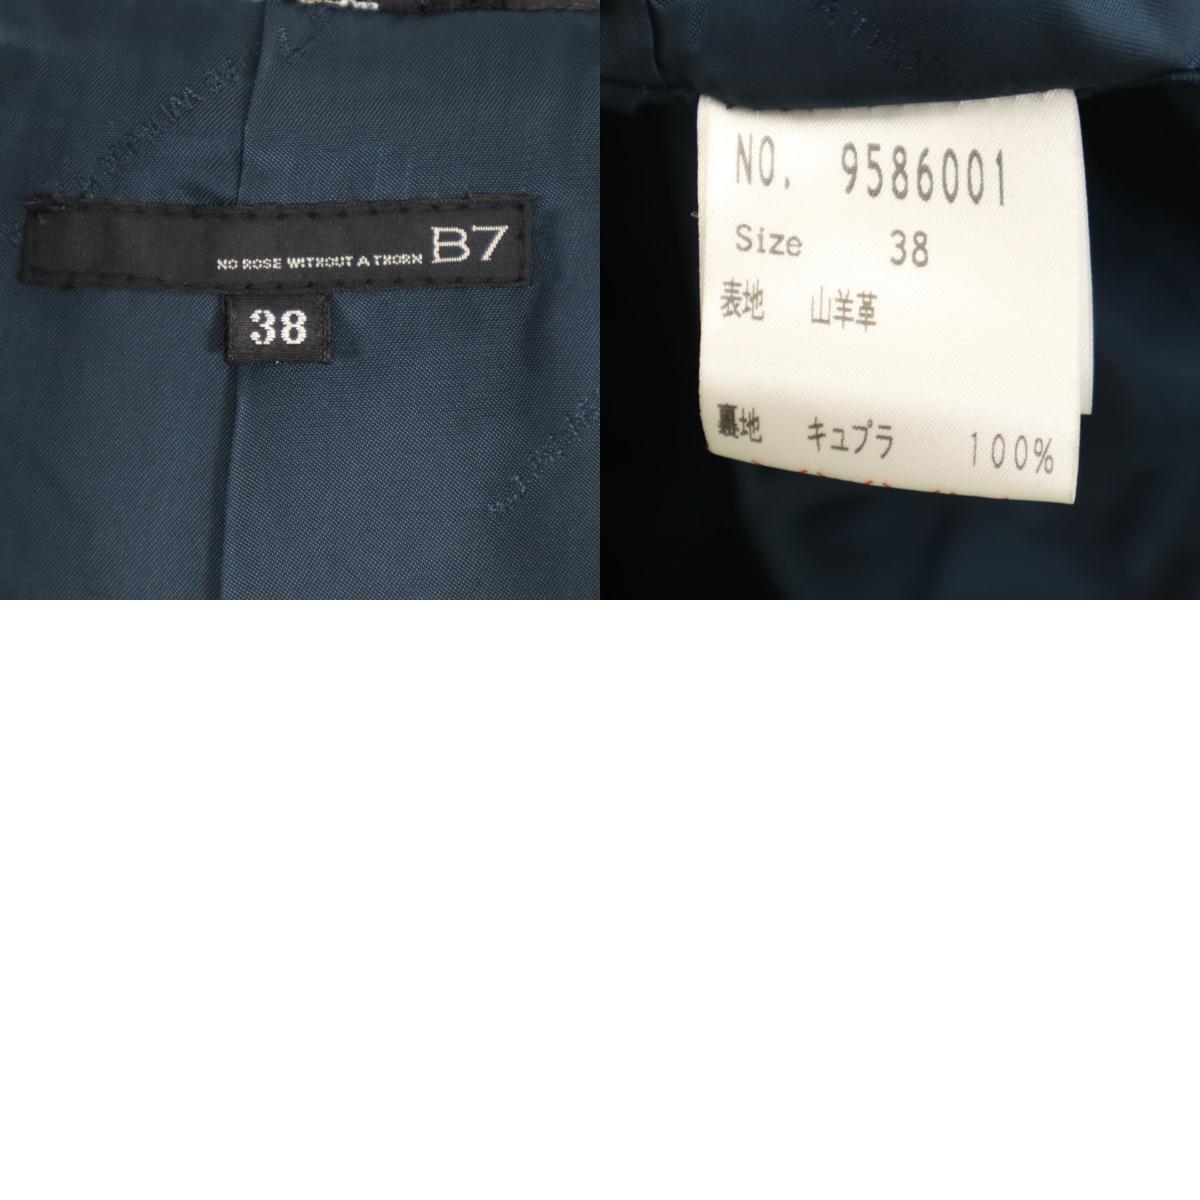 NO ROSE WITHOUT A THORN B7
38
NO. 9586001
Size 38
表地 山羊革
裏地 キュプラ 100%